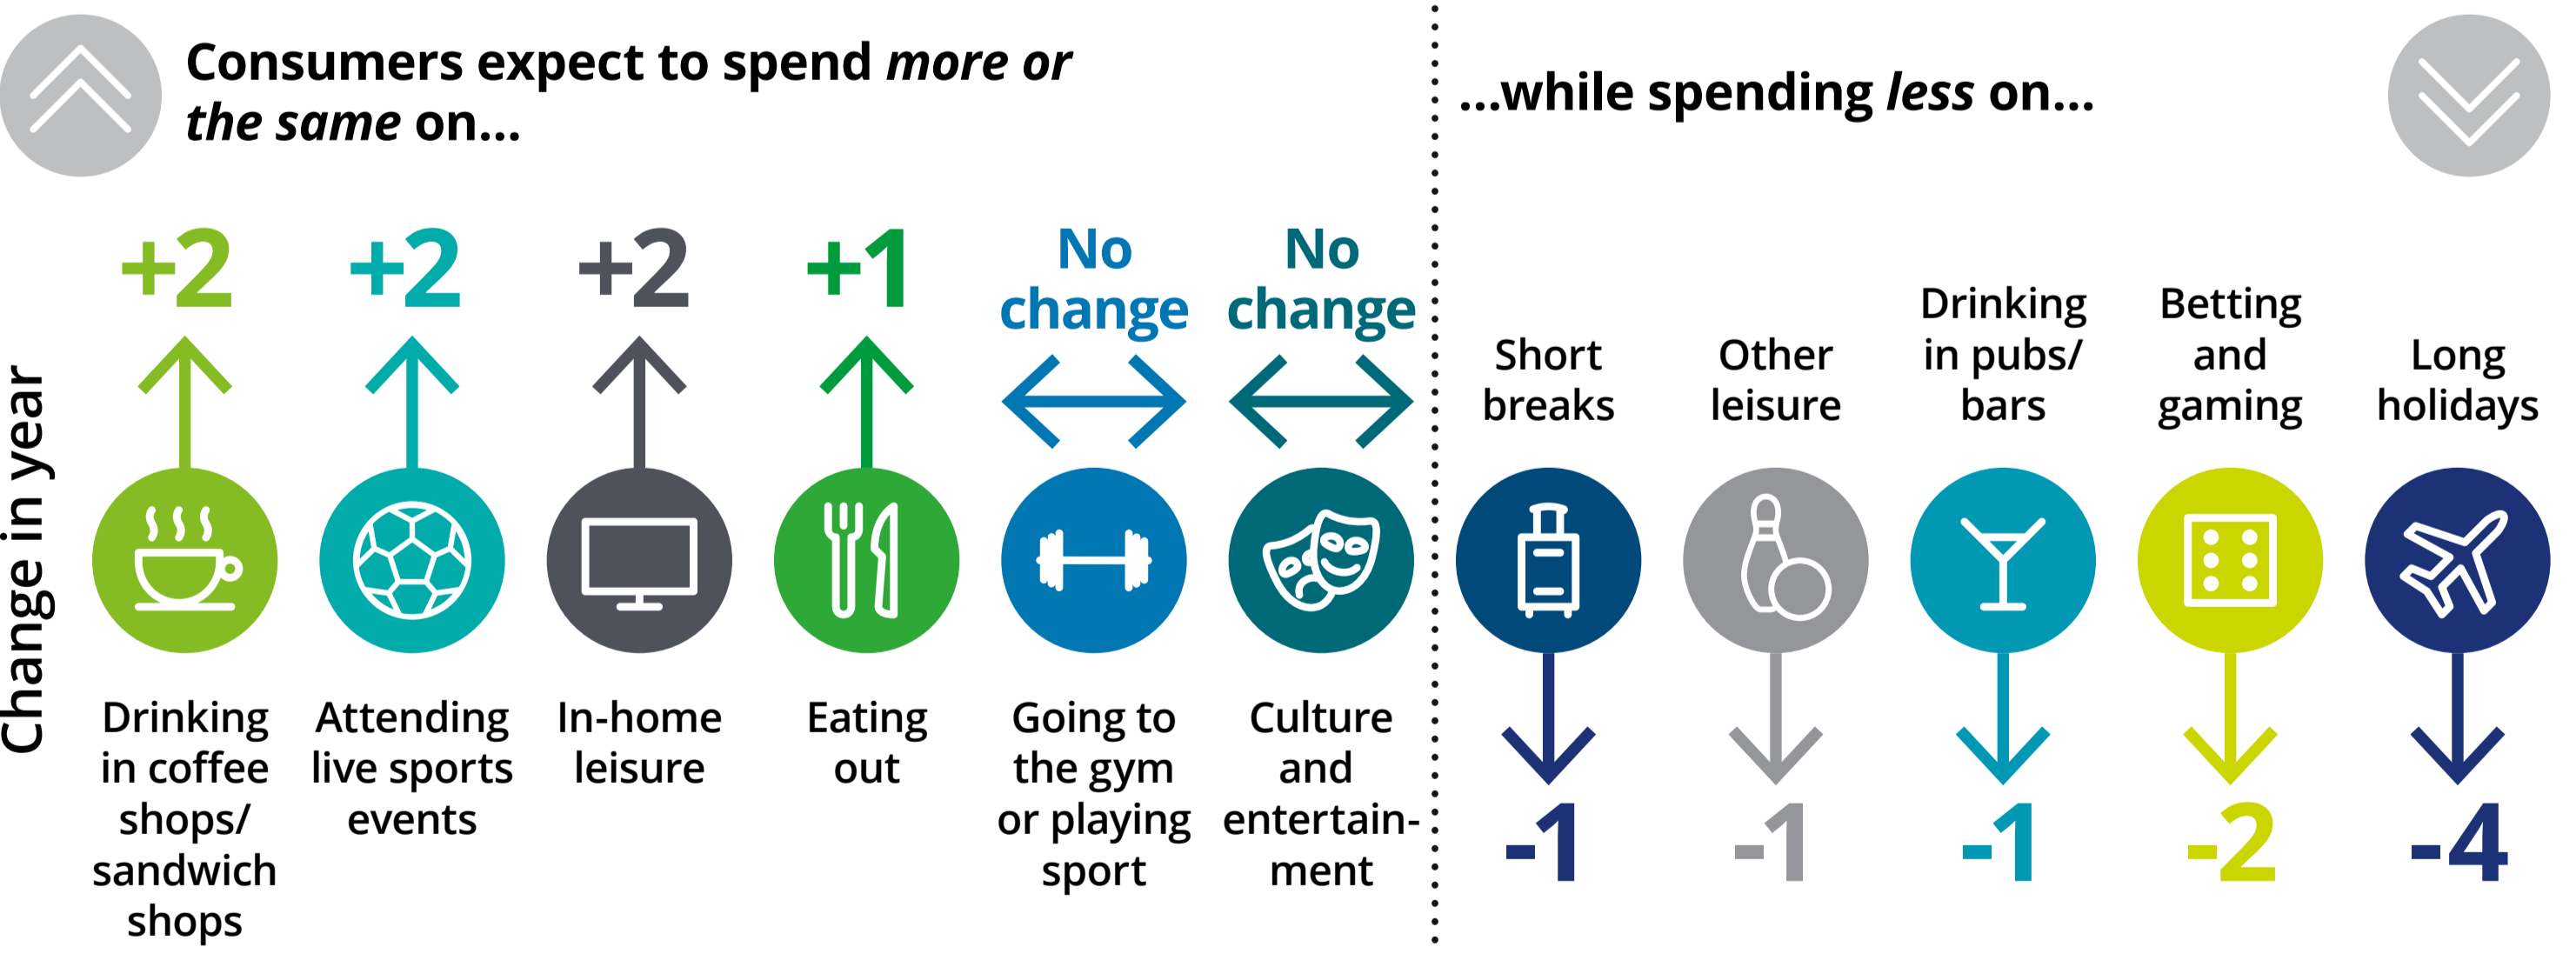 Consumers expect to spend more or
the same on...
...while spending less on...
Change in year
+2
Drinking
in coffee
shops/
sandwich
shops
+2
Attending
live sports
events
+2
In-home
leisure
+1
Eating
out
No
change
Going to
the gym
or playing
sport
No
change
Culture
and
entertain-
ment
Short
breaks
-1
Other
leisure
-1
Drinking
in pubs/
bars
-1
Betting
and
gaming
-2
Long
holidays
-4